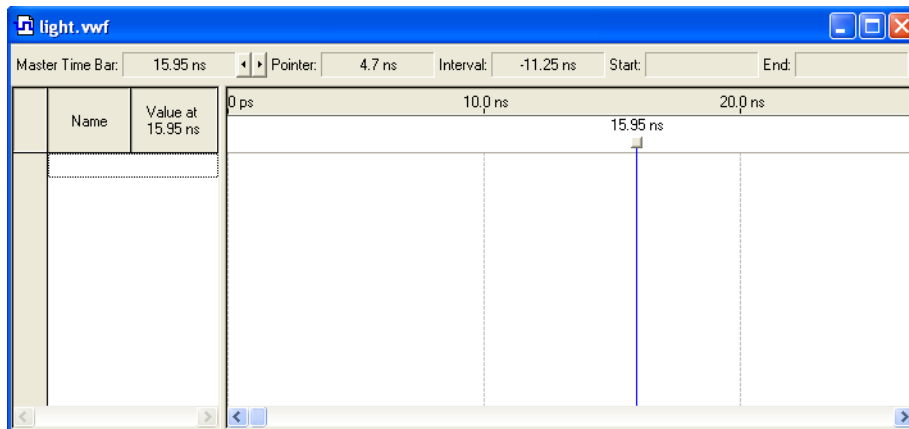 light.vwf
Master Time Bar: 15.95 ns Pointer: 4.7 ns Interval: -11.25 ns Start: End:
Name Value at 15.95 ns
0 ps 10.0 ns 20.0 ns
15.95 ns